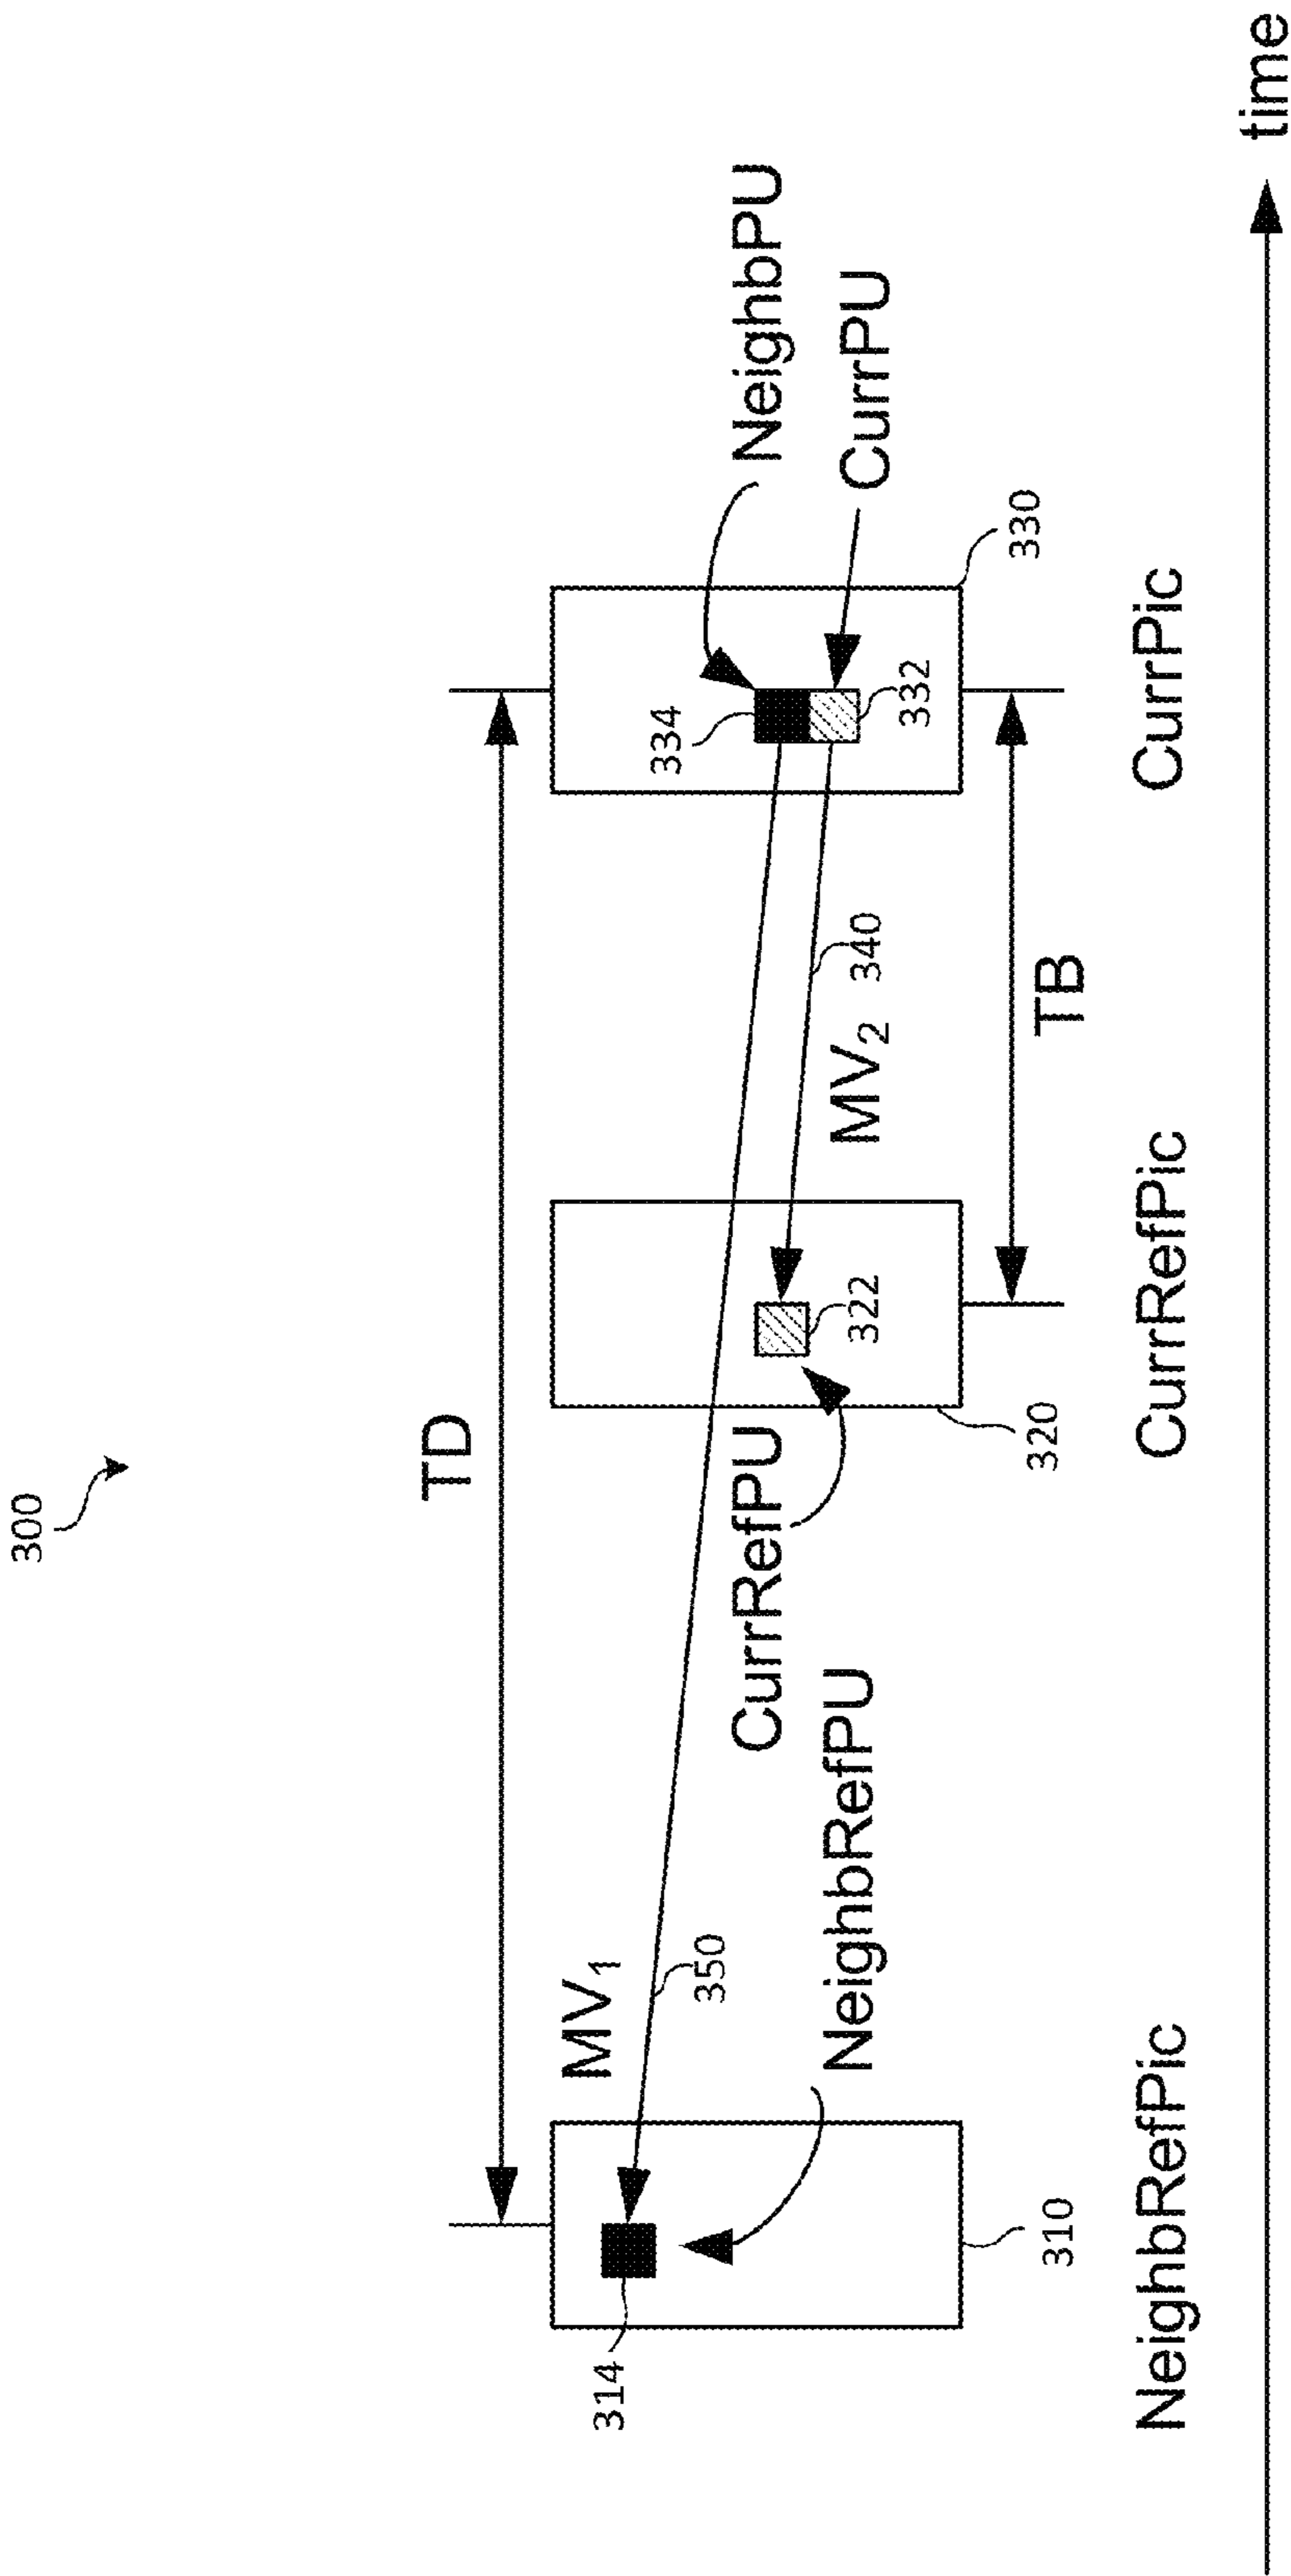 300
TD
MV1
350
314
NeighbRefPU
310
NeighbRefPic
CurrRefPU
322
320
CurrRefPic
MV2
340
TB
334
332
NeighbPU
CurrPU
330
CurrPic
time